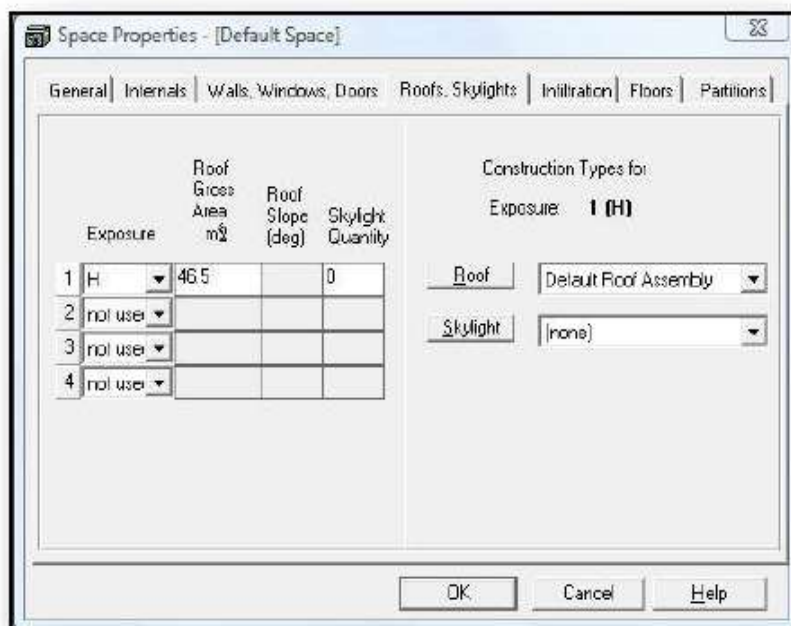 Space Properties - [Default Space]
General Internals Walls, Windows, Doors Roofs, Skylights Infiltration Floors Partitions
Roof
Gross
Area
m²
Roof
Slope
(deg)
Skylight
Quantity
Exposure
1 H 46.5 0
2 not use
3 not use
4 not use
Construction Types for
Exposure: 1 (H)
Roof Default Roof Assembly
Skylight (none)
OK Cancel Help